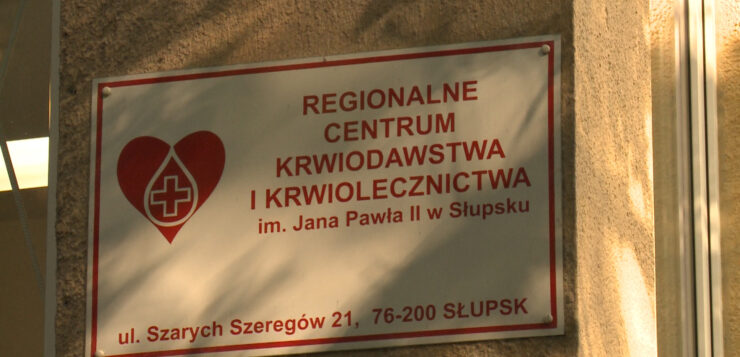 REGIONALNE
CENTRUM
KRWIODAWSTWA
I KRWIOLECZNICTWA
im. Jana Pawła II w Słupsku
ul. Szarych Szeregów 21, 76-200 SŁUPSK